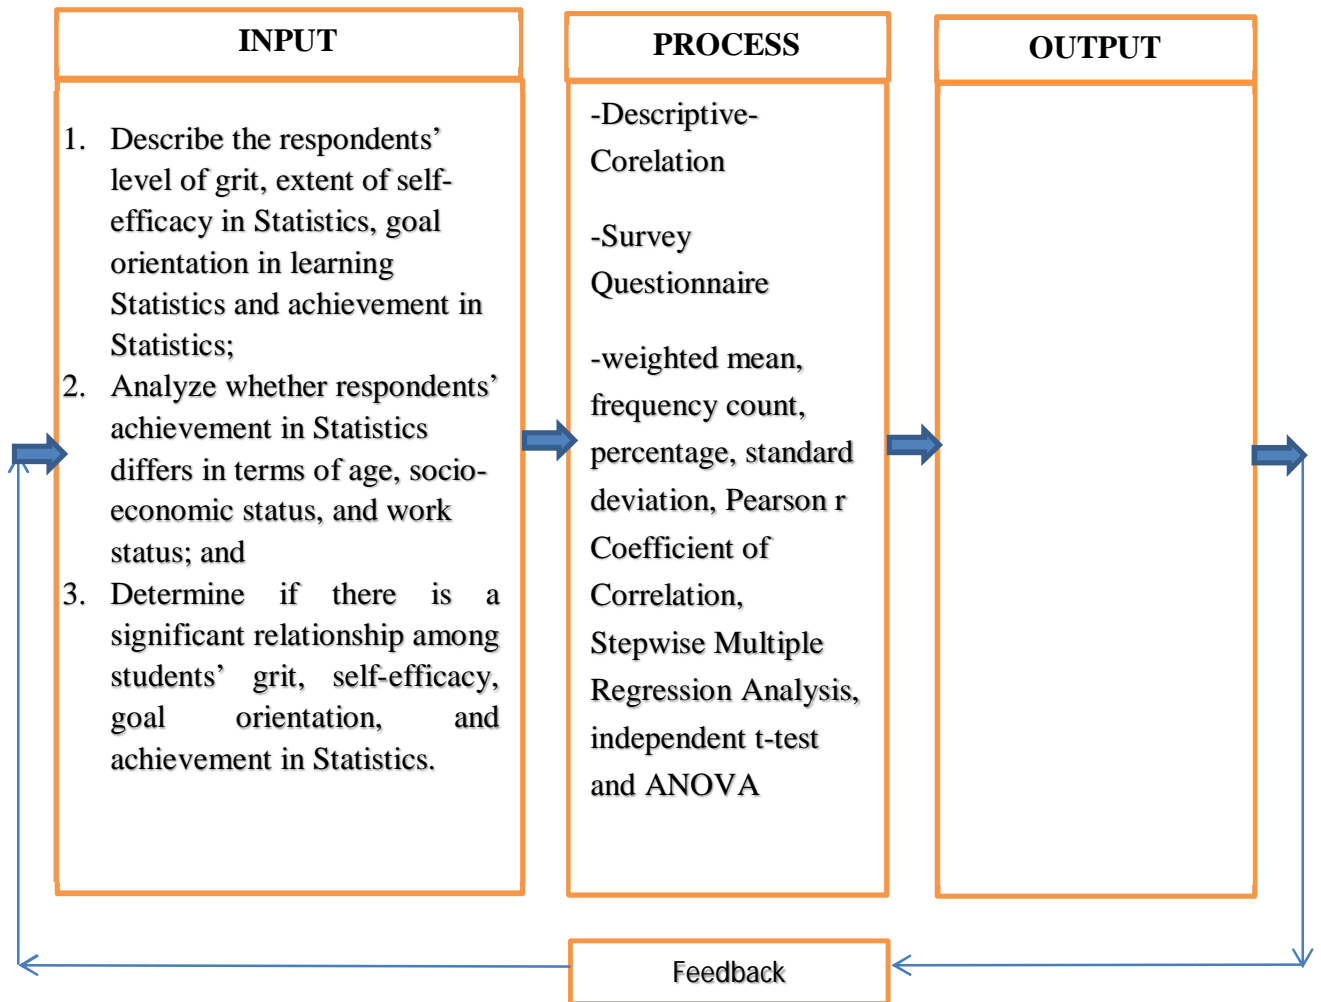 INPUT
1. Describe the respondents’
level of grit, extent of self-
efficacy in Statistics, goal
orientation in learning
Statistics and achievement in
Statistics;
2. Analyze whether respondents’
achievement in Statistics
differs in terms of age, socio-
economic status, and work
status; and
3. Determine if there is a
significant relationship among
students’ grit, self-efficacy,
goal orientation, and
achievement in Statistics.
PROCESS
-Descriptive-
Corelation
-Survey
Questionnaire
-weighted mean,
frequency count,
percentage, standard
deviation, Pearson r
Coefficient of
Correlation,
Stepwise Multiple
Regression Analysis,
independent t-test
and ANOVA
OUTPUT
Feedback